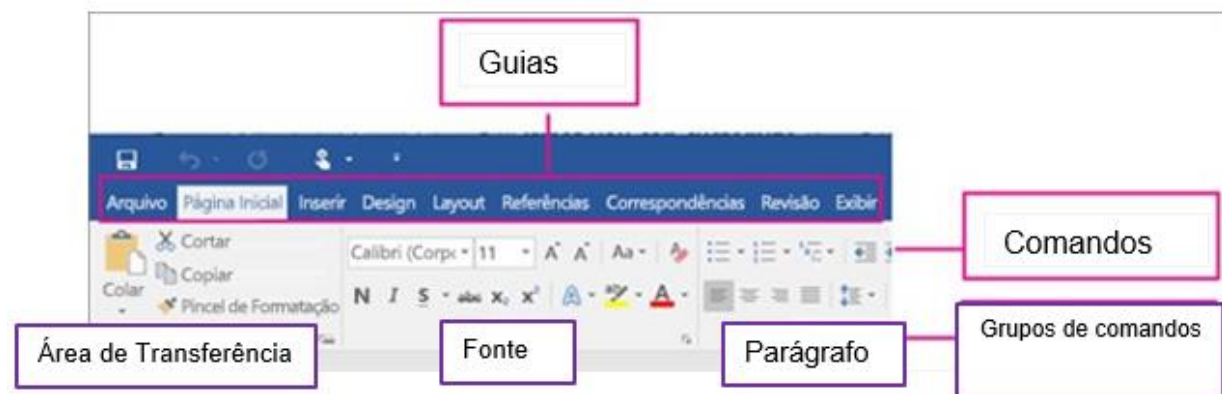 Guias
Arquivo Página Inicial Inserir Design Layout Referências Correspondências Revisão Exibir
Comandos
Cortar
Copiar
Colar
Pincel de Formatação
Calibri (Corpo 11 A A Aa
N I S abc X₂ X² A aby A
Área de Transferência
Fonte
Parágrafo
Grupos de comandos